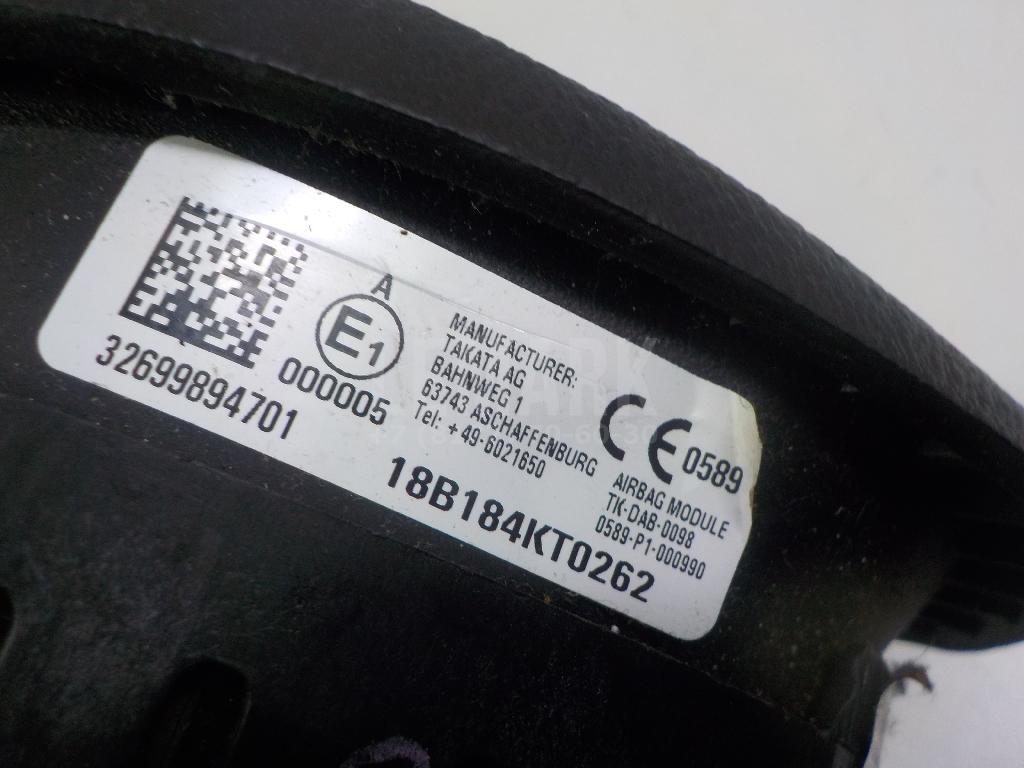 A
E1
000005
32699894701
MANUFACTURER:
TAKATA AG
BAHNWEG 1
63743 ASCHAFFENBURG
Tel: +49-6021650
CE 0589
AIRBAG MODULE
TK-DAB-0098
0589-P1-000990
18B184KT0262